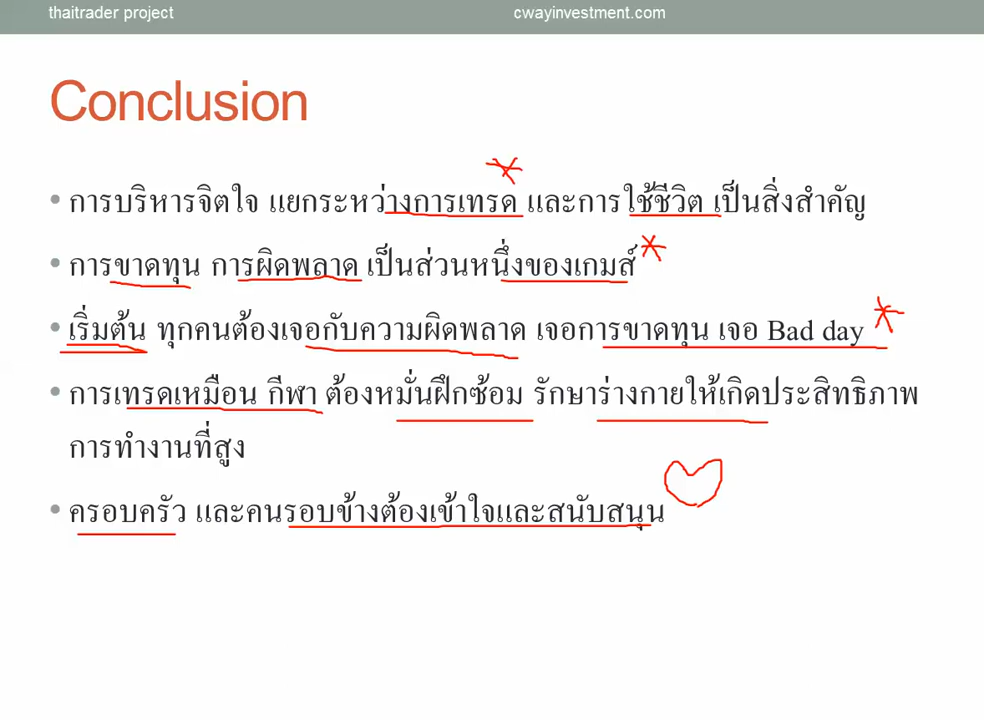 thaitrader project
cwayinvestment.com
Conclusion
• การบริหารจิตใจ แยกระหว่างการเทรด และการใช้ชีวิต เป็นสิ่งสำคัญ
• การขาดทุน การผิดพลาด เป็นส่วนหนึ่งของเกมส์
• เริ่มต้น ทุกคนต้องเจอกับความผิดพลาด เจอการขาดทุน เจอ Bad day
• การเทรดเหมือน กีฬา ต้องหมั่นฝึกซ้อม รักษาร่างกายให้เกิดประสิทธิภาพ
การทำงานที่สูง
• ครอบครัว และคนรอบข้างต้องเข้าใจและสนับสนุน